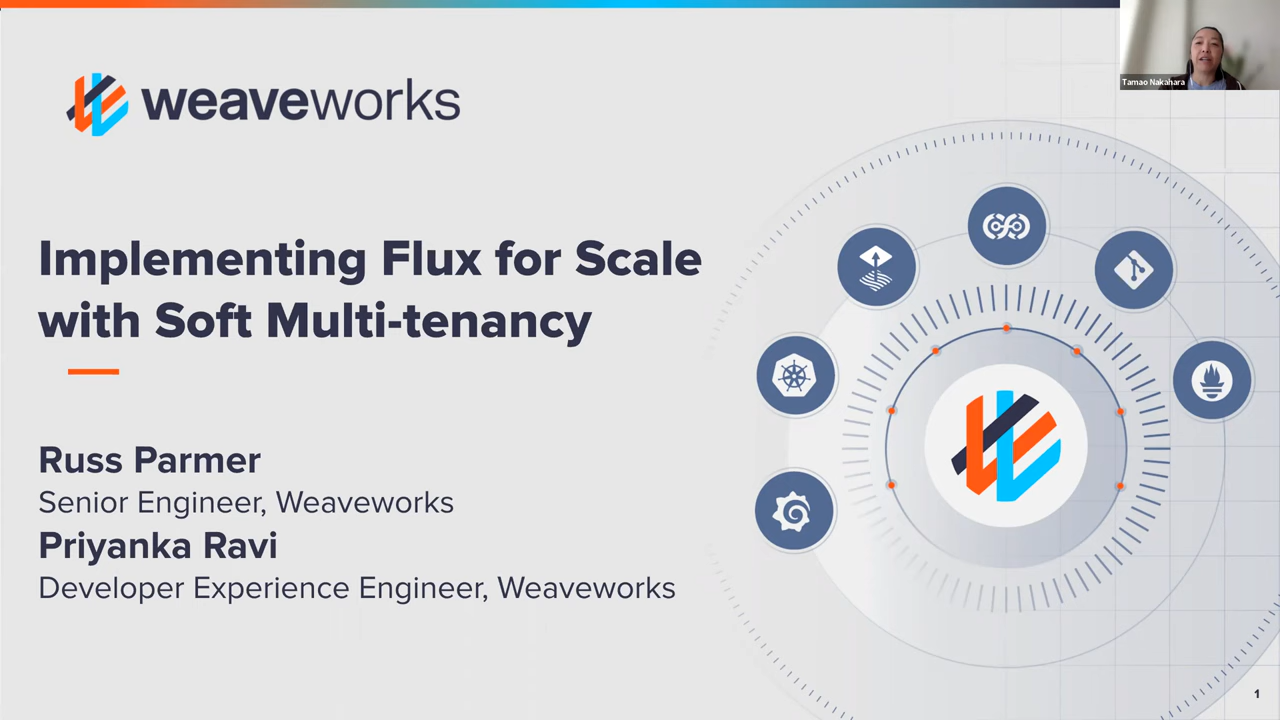 weaveworks
Tamao Nakahara
Implementing Flux for Scale
with Soft Multi-tenancy
Russ Parmer
Senior Engineer, Weaveworks
Priyanka Ravi
Developer Experience Engineer, Weaveworks
1